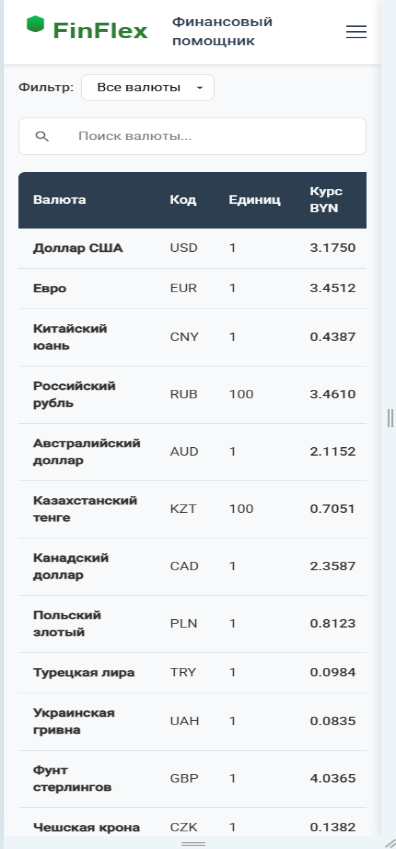 FinFlex
Финансовый
помощник
Фильтр: Все валюты
Поиск валюты...
Валюта Код Единиц Курс BYN
Доллар США USD 1 3.1750
Евро EUR 1 3.4512
Китайский юань CNY 1 0.4387
Российский рубль RUB 100 3.4610
Австралийский доллар AUD 1 2.1152
Казахстанский тенге KZT 100 0.7051
Канадский доллар CAD 1 2.3587
Польский злотый PLN 1 0.8123
Турецкая лира TRY 1 0.0984
Украинская гривна UAH 1 0.0835
Фунт стерлингов GBP 1 4.0365
Чешская крона CZK 1 0.1382